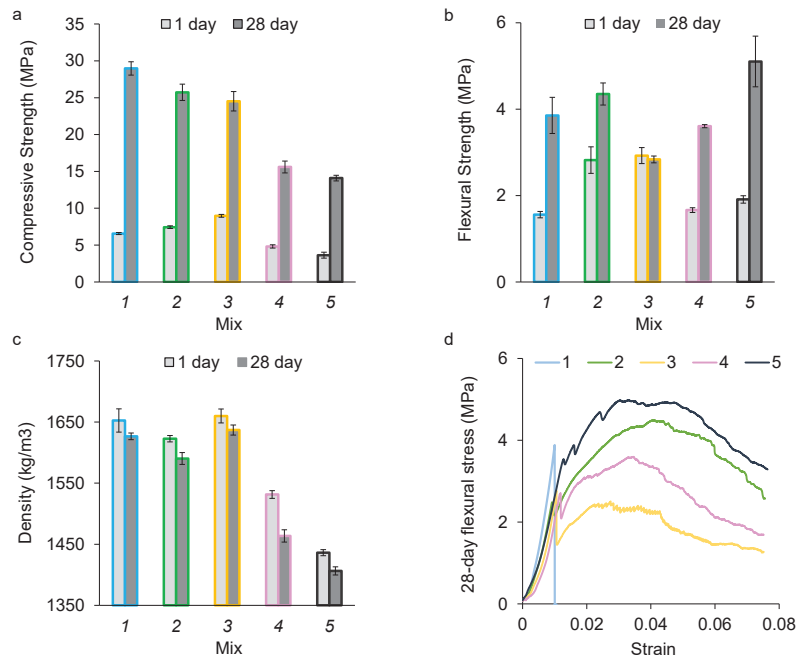 a
1 day 28 day
Compressive Strength (MPa)
35
30
25
20
15
10
5
0
1 2 3 4 5
Mix
b
1 day 28 day
Flexural Strength (MPa)
6
4
2
0
1 2 3 4 5
Mix
c
1 day 28 day
Density (kg/m3)
1750
1650
1550
1450
1350
1 2 3 4 5
Mix
d
1 2 3 4 5
28-day flexural stress (MPa)
6
4
2
0
0 0.02 0.04 0.06 0.08
Strain